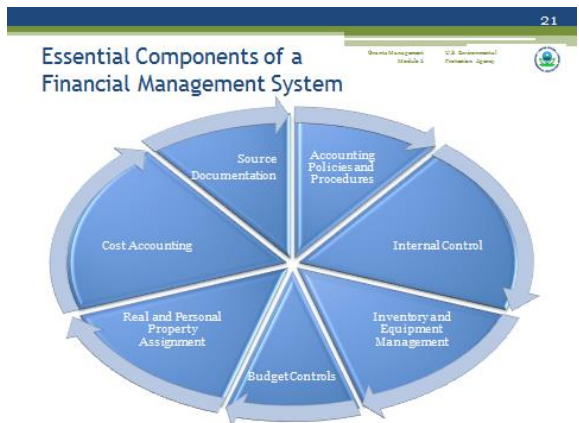 21
Essential Components of a
Financial Management System
Grants Management
Module 5
U.S. Environmental
Protection Agency
Accounting
Policies and
Procedures
Internal Control
Inventory and
Equipment
Management
Budget Controls
Real and Personal
Property
Assignment
Cost Accounting
Source
Documentation